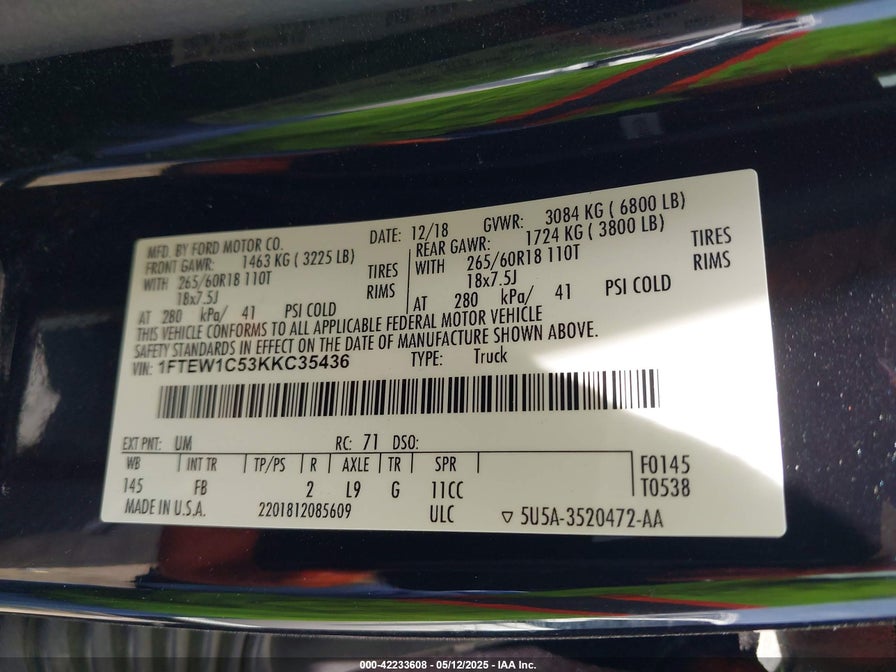 MFD. BY FORD MOTOR CO. DATE: 12/18 GVWR: 3084 KG ( 6800 LB)
FRONT GAWR: 1463 KG ( 3225 LB) REAR GAWR: 1724 KG ( 3800 LB)
WITH 265/60R18 110T TIRES WITH 265/60R18 110T TIRES
18x7.5J RIMS 18x7.5J RIMS
AT 280 kPa/ 41 PSI COLD AT 280 kPa/ 41 PSI COLD
THIS VEHICLE CONFORMS TO ALL APPLICABLE FEDERAL MOTOR VEHICLE
SAFETY STANDARDS IN EFFECT ON THE DATE OF MANUFACTURE SHOWN ABOVE.
VIN: 1FTEW1C53KKC35436 TYPE: Truck
EXT PNT: UM RC: 71 DSO:
WB INT TR TP/PS R AXLE TR SPR F0145
145 FB 2 L9 G 11CC T0538
MADE IN U.S.A. 2201812085609 ULC ▽ 5U5A-3520472-AA
000-42233608 - 05/12/2025 - IAA Inc.